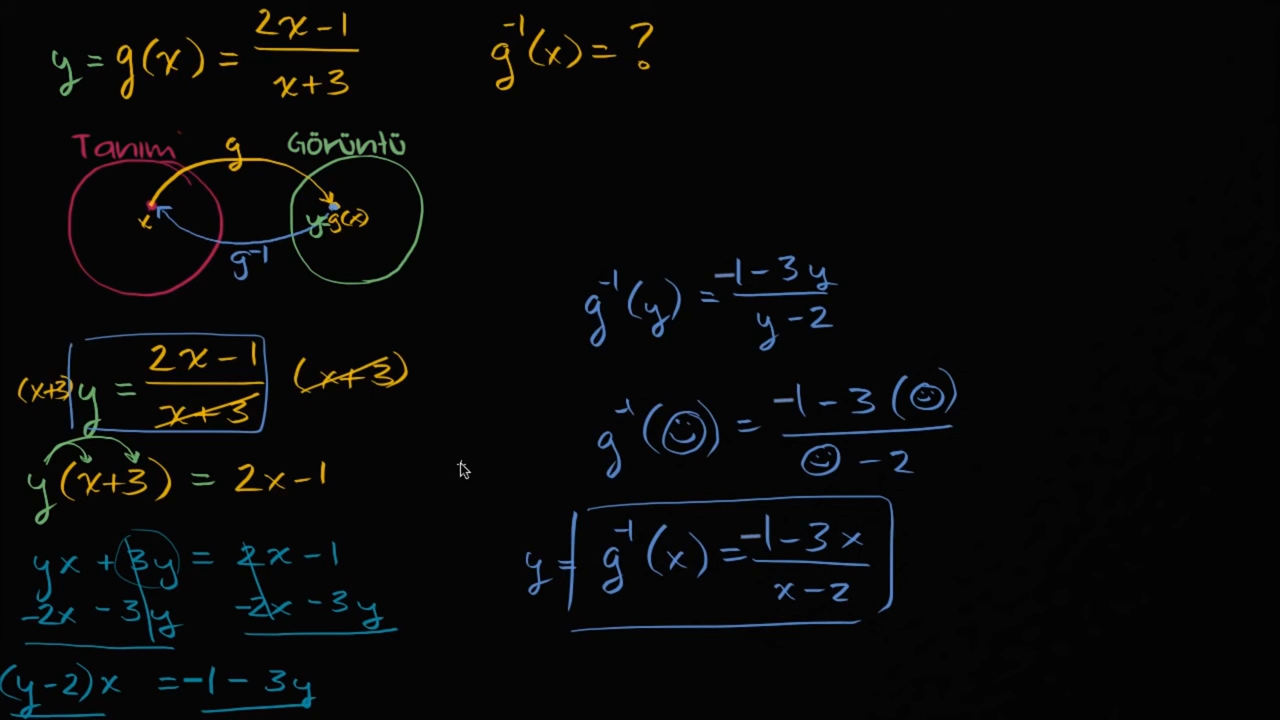 y = g(x) = (2x-1)/(x+3)
g⁻¹(x) = ?
Tanım Görüntü
g
x y=g(x)
g⁻¹
(x+3) y = (2x-1)/(x+3) (x+3)
y(x+3) = 2x-1
yx + 3y = 2x-1
-2x - 3y -2x - 3y
(y-2)x = -1 - 3y
g⁻¹(y) = (-1-3y)/(y-2)
g⁻¹(☺) = (-1-3(☺))/(☺-2)
y = g⁻¹(x) = (-1-3x)/(x-2)